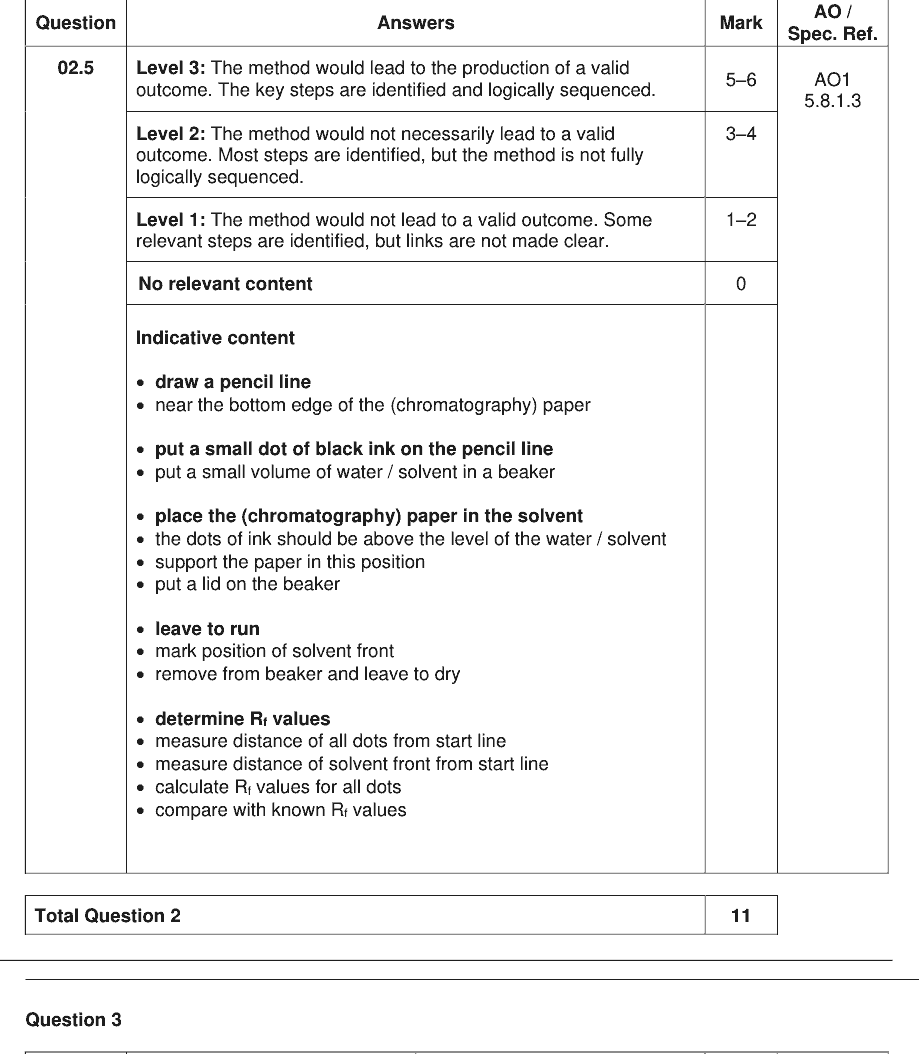 Question Answers Mark AO /
Spec. Ref.
02.5 Level 3: The method would lead to the production of a valid
outcome. The key steps are identified and logically sequenced.
5–6 AO1
5.8.1.3
Level 2: The method would not necessarily lead to a valid
outcome. Most steps are identified, but the method is not fully
logically sequenced.
3–4
Level 1: The method would not lead to a valid outcome. Some
relevant steps are identified, but links are not made clear.
1–2
No relevant content 0
Indicative content
• draw a pencil line
• near the bottom edge of the (chromatography) paper
• put a small dot of black ink on the pencil line
• put a small volume of water / solvent in a beaker
• place the (chromatography) paper in the solvent
• the dots of ink should be above the level of the water / solvent
• support the paper in this position
• put a lid on the beaker
• leave to run
• mark position of solvent front
• remove from beaker and leave to dry
• determine Rf values
• measure distance of all dots from start line
• measure distance of solvent front from start line
• calculate Rf values for all dots
• compare with known Rf values
Total Question 2 11
Question 3